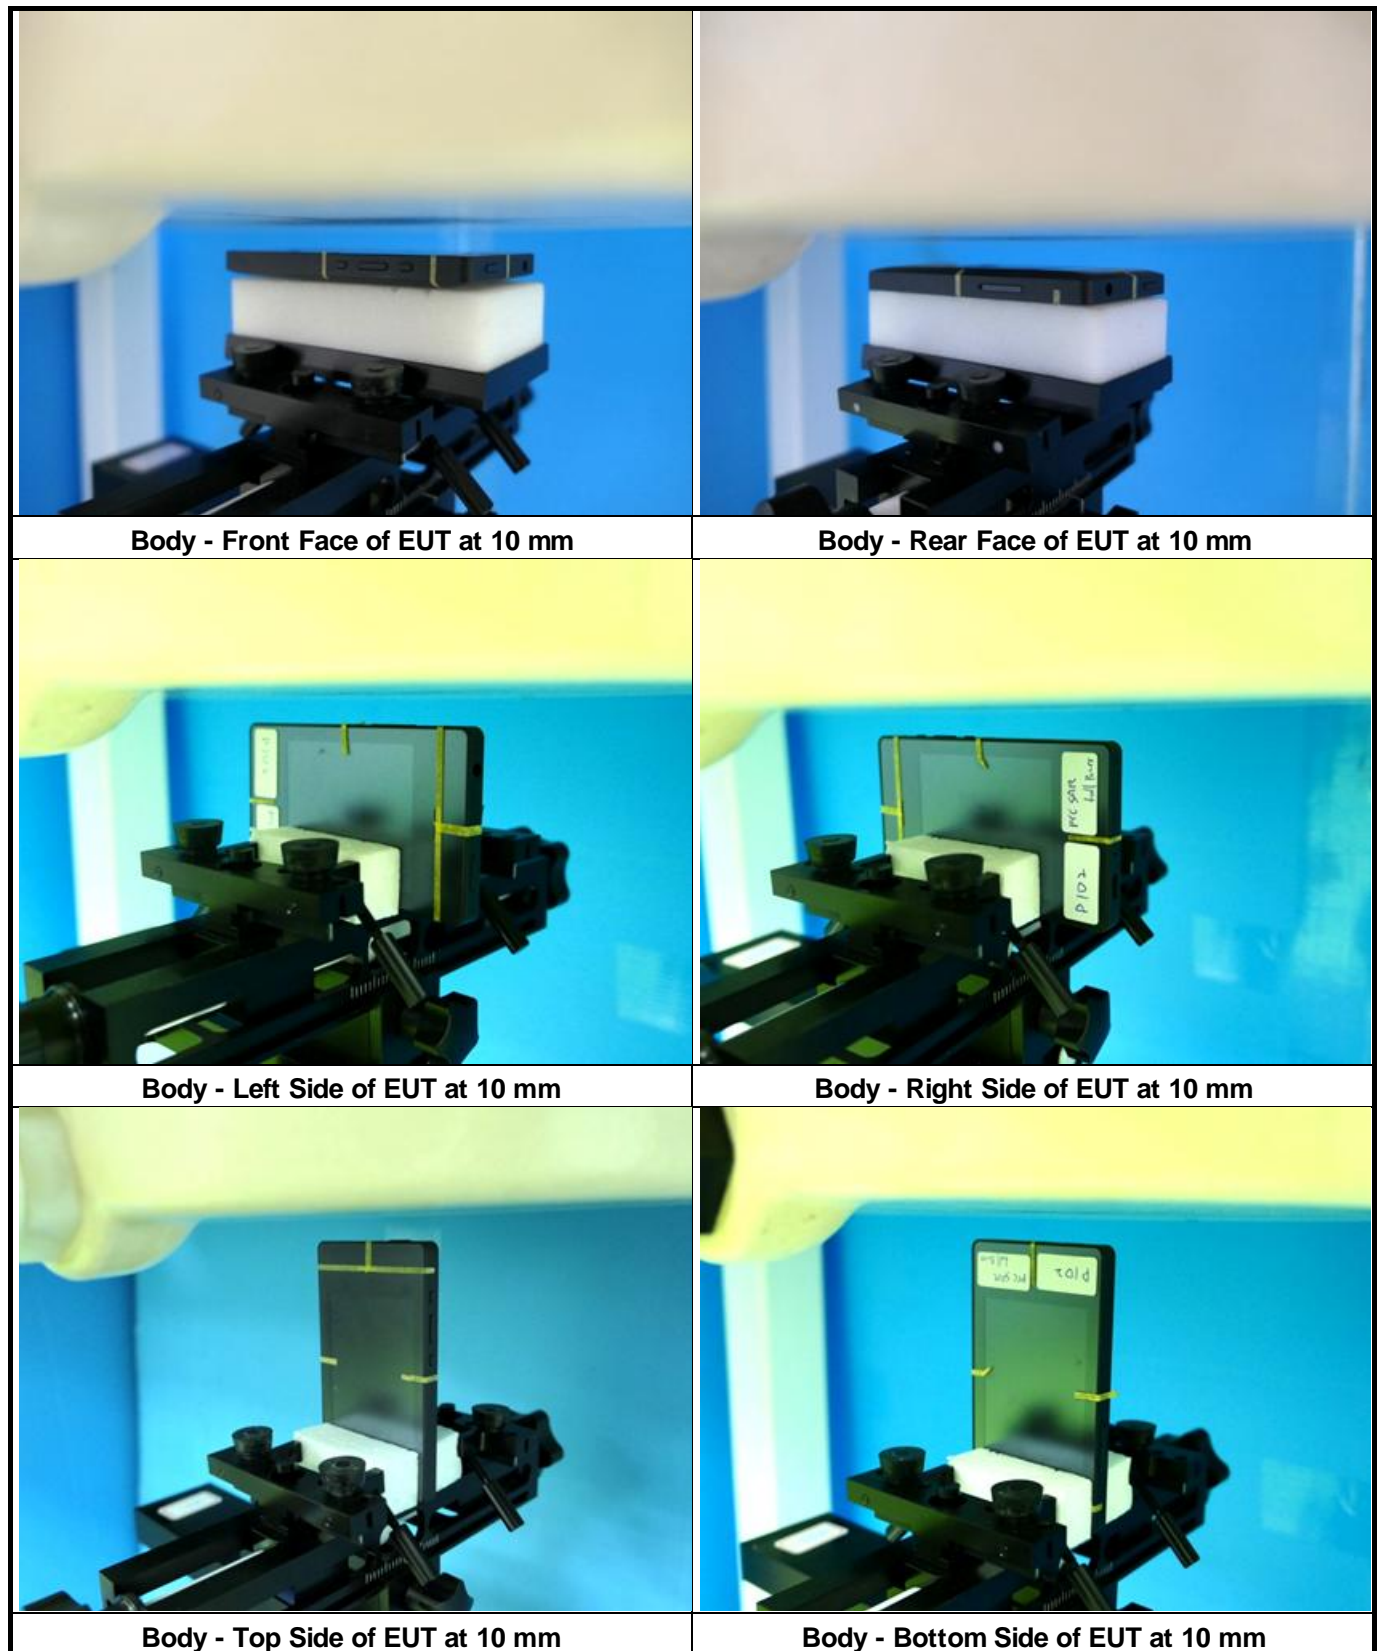 Body - Front Face of EUT at 10 mm
Body - Rear Face of EUT at 10 mm
PCC SAR
P102
Body - Left Side of EUT at 10 mm
Body - Right Side of EUT at 10 mm
P102
Body - Top Side of EUT at 10 mm
Body - Bottom Side of EUT at 10 mm